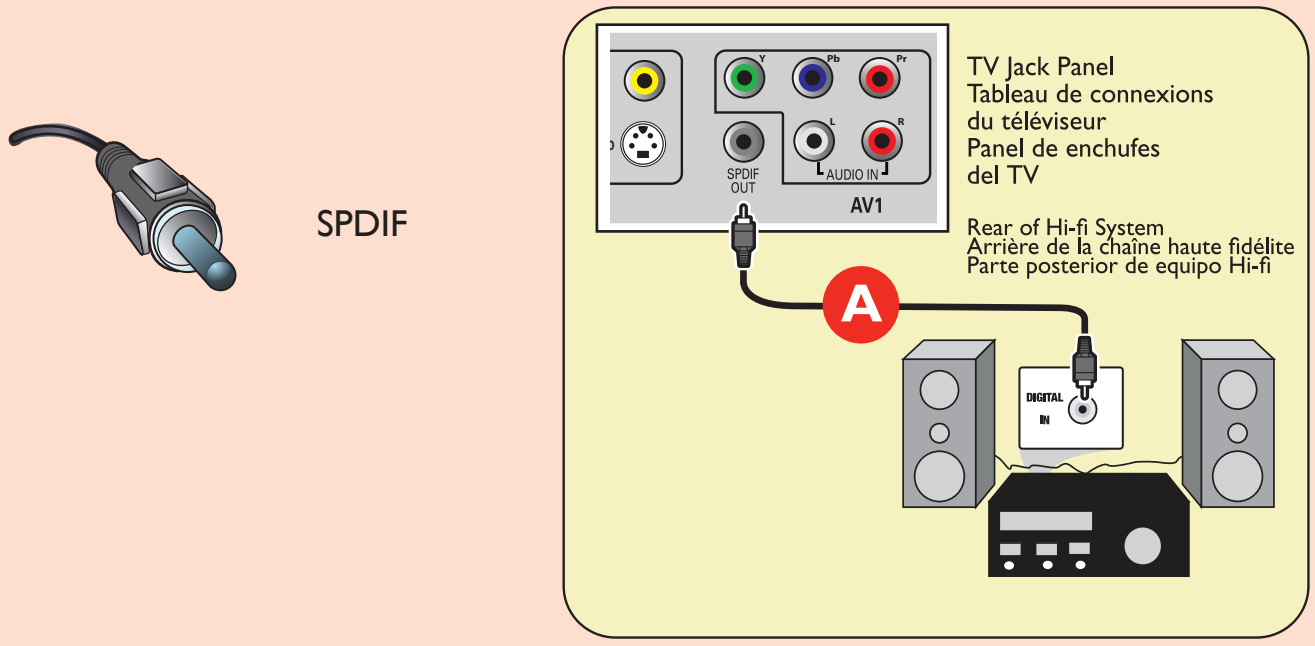 SPDIF
Y
Pb
Pr
L
R
SPDIF
OUT
AUDIO IN
AV1
TV Jack Panel
Tableau de connexions
du téléviseur
Panel de enchufes
del TV
Rear of Hi-fi System
Arrière de la chaîne haute fidélite
Parte posterior de equipo Hi-fi
A
DIGITAL
IN